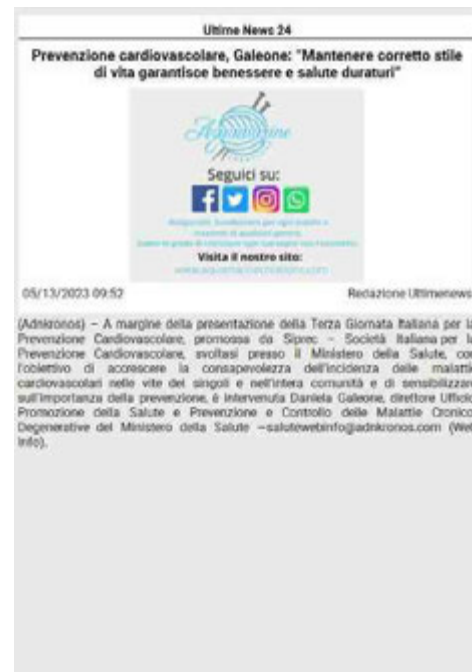 Ultime News 24
Prevenzione cardiovascolare, Galeone: "Mantenere corretto stile
di vita garantisce benessere e salute duraturi"
Seguici su:
Visita il nostro sito:
05/13/2023 09:52
Redazione Ultimenews
(Adnkronos) – A margine della presentazione della Terza Giornata Italiana per la
Prevenzione Cardiovascolare, promossa da Siprec – Società Italiana per la
Prevenzione Cardiovascolare, svoltasi presso il Ministero della Salute, con
l'obiettivo di accrescere la consapevolezza dell'incidenza delle malattie
cardiovascolari nelle vite dei singoli e nell'intera comunità e di sensibilizzare
sull'importanza della prevenzione, è intervenuta Daniela Galeone, direttore Ufficio
Promozione della Salute e Prevenzione e Controllo delle Malattie Cronico
Degenerative del Ministero della Salute —salutewebinfo@adnkronos.com (Web
Info).